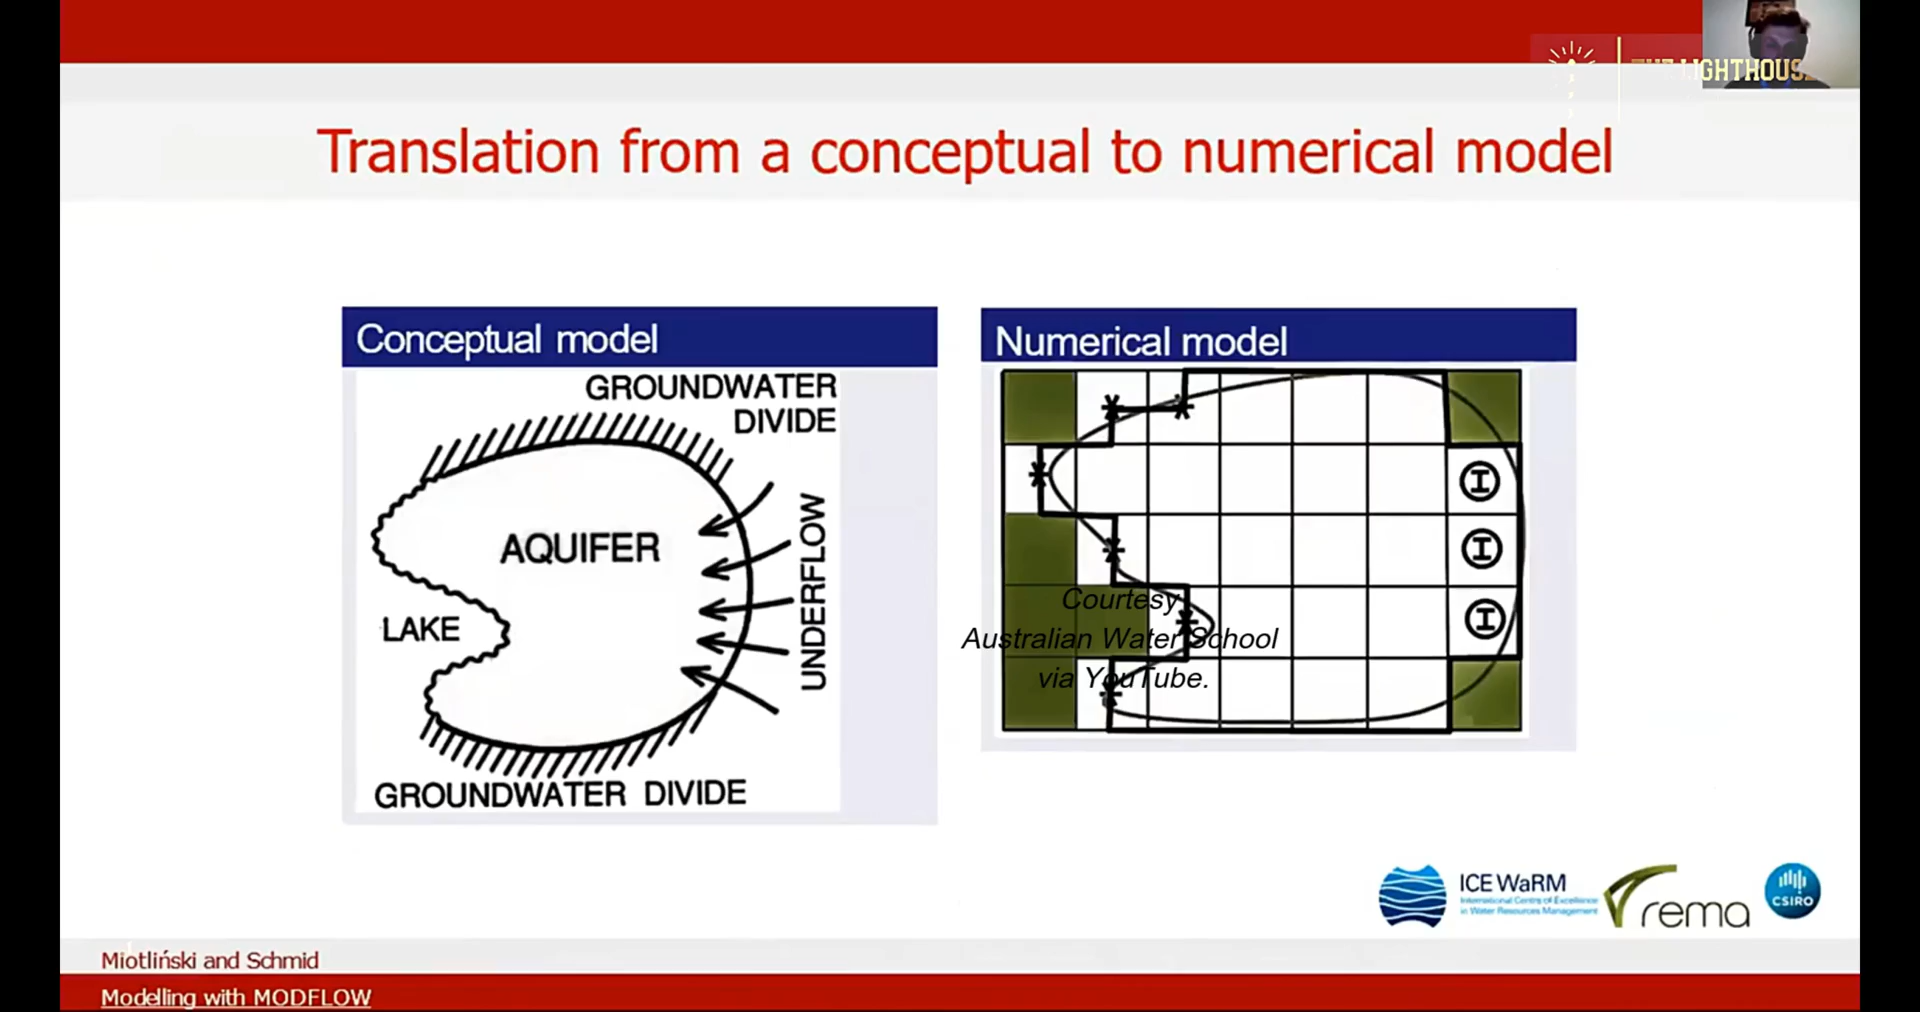 THE LIGHTHOUSE
Translation from a conceptual to numerical model
Conceptual model
GROUNDWATER
DIVIDE
AQUIFER
UNDERFLOW
LAKE
GROUNDWATER DIVIDE
Numerical model
I
I
I
Courtesy
Australian Water School
via YouTube.
ICE WaRM
International Centre of Excellence
in Water Resources Management
rema
CSIRO
Miotliński and Schmid
Modelling with MODFLOW